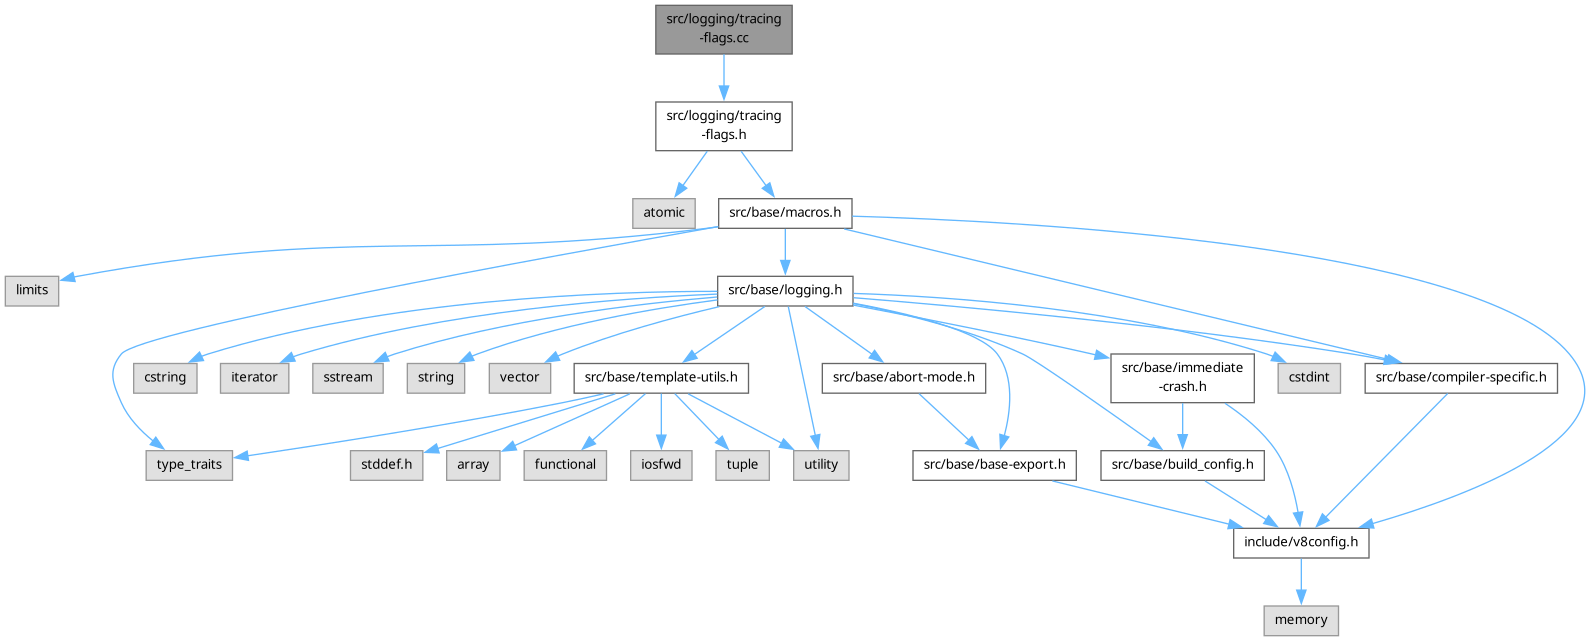 src/logging/tracing
-flags.cc
src/logging/tracing
-flags.h
atomic
src/base/macros.h
limits
src/base/logging.h
cstring
iterator
sstream
string
vector
src/base/template-utils.h
src/base/abort-mode.h
src/base/immediate
-crash.h
cstdint
src/base/compiler-specific.h
type_traits
stddef.h
array
functional
iosfwd
tuple
utility
src/base/base-export.h
src/base/build_config.h
include/v8config.h
memory